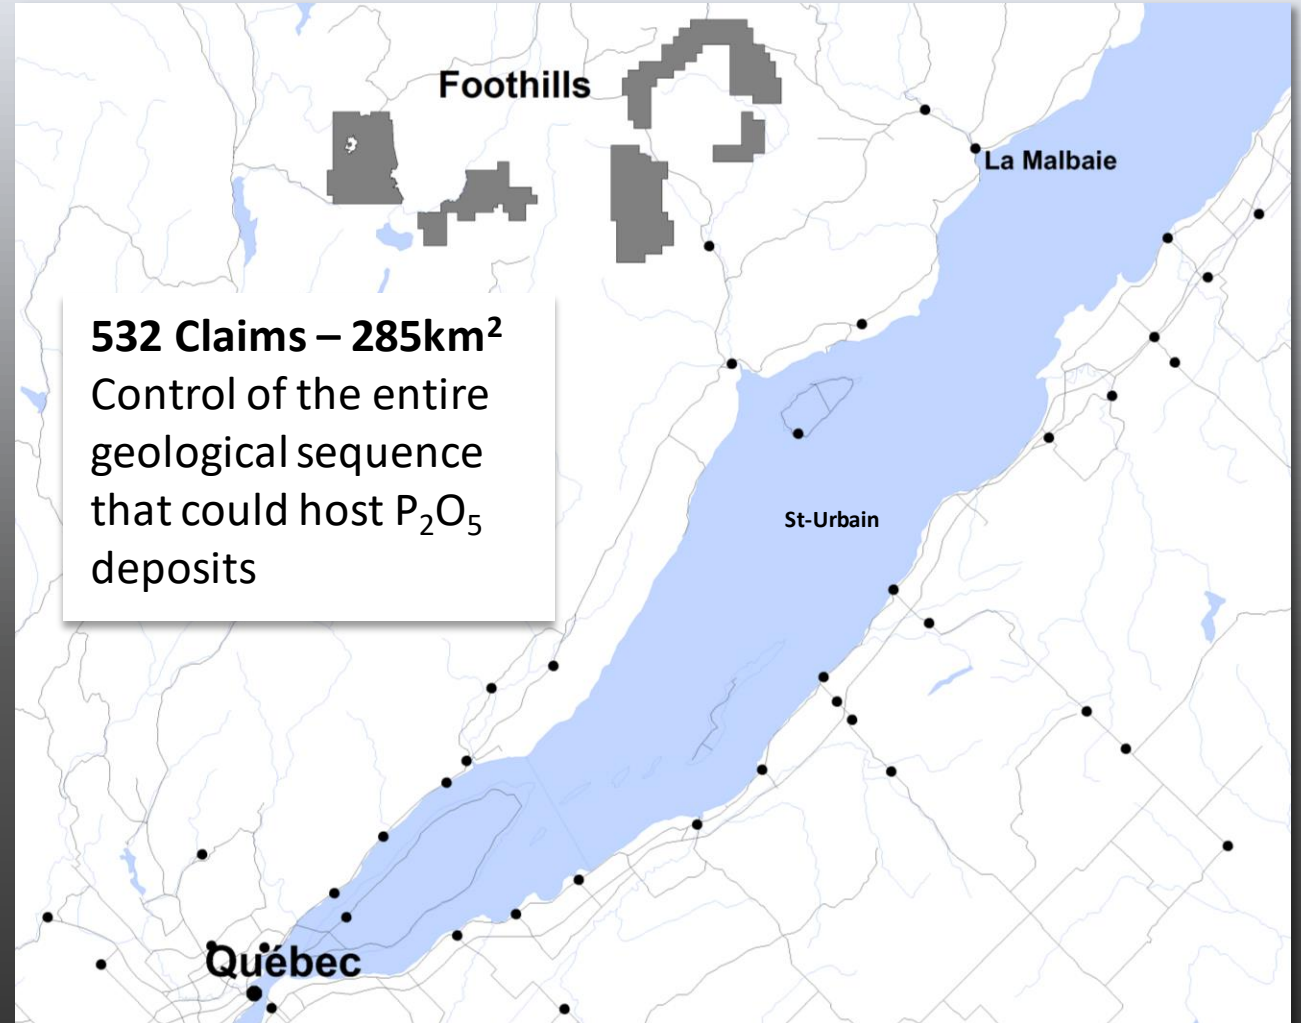 Foothills
La Malbaie
532 Claims – 285km²
Control of the entire
geological sequence
that could host P₂O₅
deposits
St-Urbain
Québec